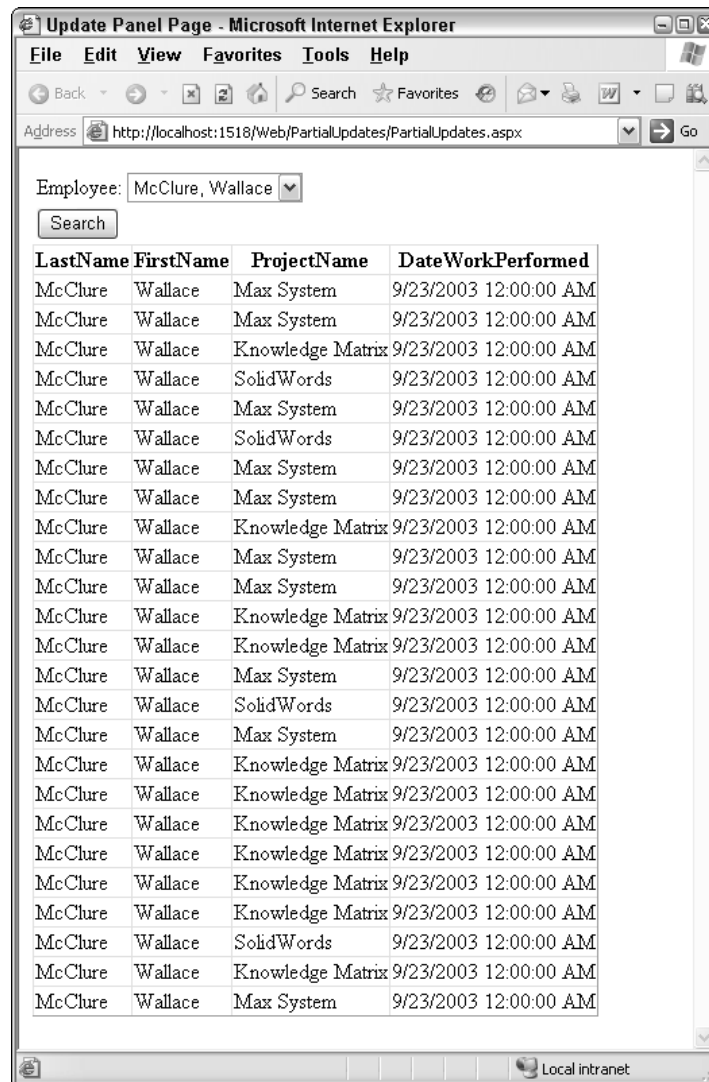 Update Panel Page - Microsoft Internet Explorer
File Edit View Favorites Tools Help
Back Search Favorites W
Address http://localhost:1518/Web/PartialUpdates/PartialUpdates.aspx Go
Employee: McClure, Wallace
Search
LastName FirstName ProjectName DateWorkPerformed
McClure Wallace Max System 9/23/2003 12:00:00 AM
McClure Wallace Max System 9/23/2003 12:00:00 AM
McClure Wallace Knowledge Matrix 9/23/2003 12:00:00 AM
McClure Wallace SolidWords 9/23/2003 12:00:00 AM
McClure Wallace Max System 9/23/2003 12:00:00 AM
McClure Wallace SolidWords 9/23/2003 12:00:00 AM
McClure Wallace Max System 9/23/2003 12:00:00 AM
McClure Wallace Max System 9/23/2003 12:00:00 AM
McClure Wallace Knowledge Matrix 9/23/2003 12:00:00 AM
McClure Wallace Max System 9/23/2003 12:00:00 AM
McClure Wallace Max System 9/23/2003 12:00:00 AM
McClure Wallace Knowledge Matrix 9/23/2003 12:00:00 AM
McClure Wallace Knowledge Matrix 9/23/2003 12:00:00 AM
McClure Wallace Max System 9/23/2003 12:00:00 AM
McClure Wallace SolidWords 9/23/2003 12:00:00 AM
McClure Wallace Max System 9/23/2003 12:00:00 AM
McClure Wallace Knowledge Matrix 9/23/2003 12:00:00 AM
McClure Wallace Knowledge Matrix 9/23/2003 12:00:00 AM
McClure Wallace Knowledge Matrix 9/23/2003 12:00:00 AM
McClure Wallace Knowledge Matrix 9/23/2003 12:00:00 AM
McClure Wallace Knowledge Matrix 9/23/2003 12:00:00 AM
McClure Wallace Knowledge Matrix 9/23/2003 12:00:00 AM
McClure Wallace SolidWords 9/23/2003 12:00:00 AM
McClure Wallace Knowledge Matrix 9/23/2003 12:00:00 AM
McClure Wallace Max System 9/23/2003 12:00:00 AM
Local intranet